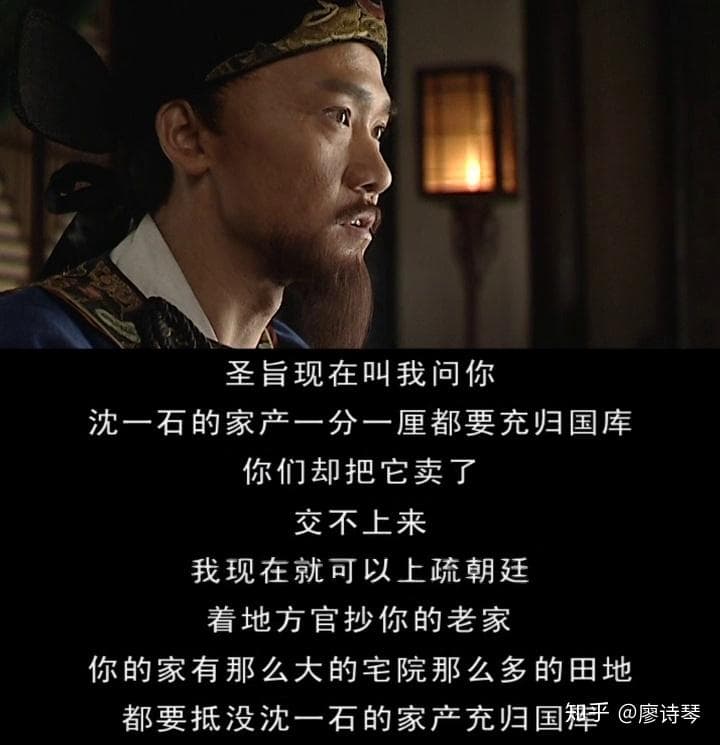 圣旨现在叫我问你
沈一石的家产一分一厘都要充归国库
你们却把它卖了
交不上来
我现在就可以上疏朝廷
着地方官抄你的老家
你的家有那么大的宅院那么多的田地
都要抵没沈一石的家产充归国库
知乎 @廖诗琴